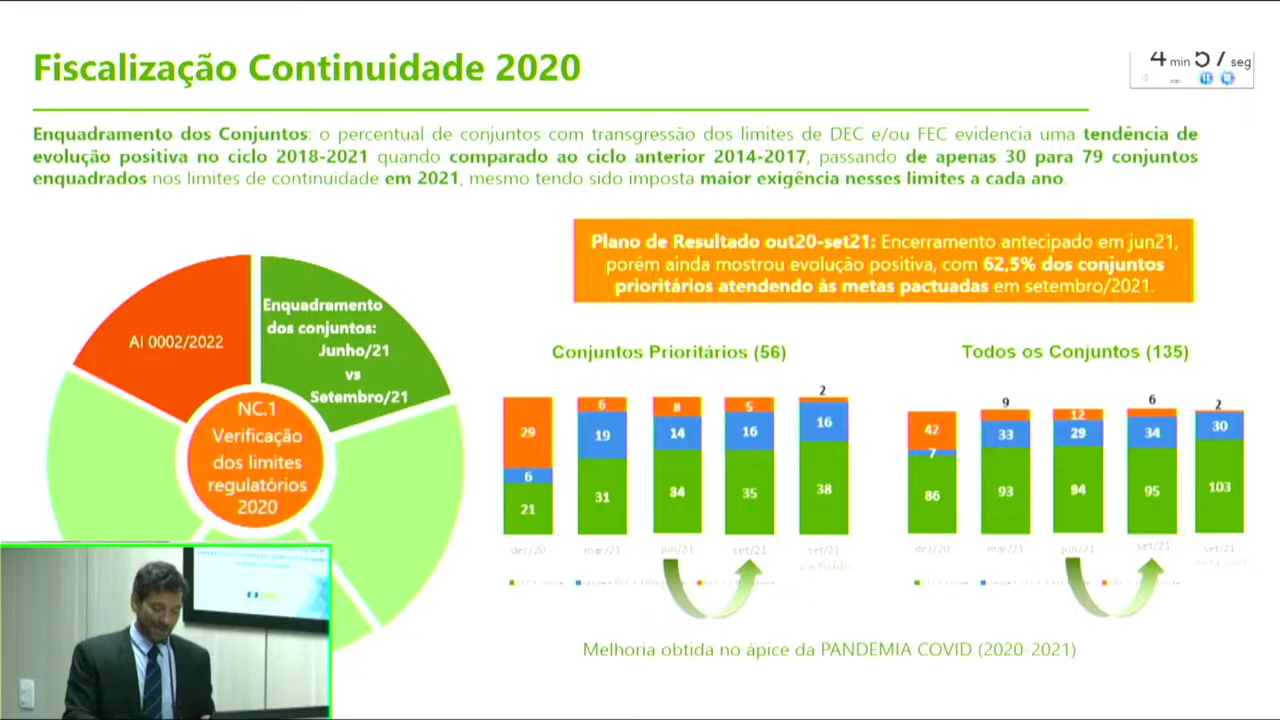 Fiscalização Continuidade 2020
4 min 57 seg
Enquadramento dos Conjuntos: o percentual de conjuntos com transgressão dos limites de DEC e/ou FEC evidencia uma tendência de
evolução positiva no ciclo 2018-2021 quando comparado ao ciclo anterior 2014-2017, passando de apenas 30 para 79 conjuntos
enquadrados nos limites de continuidade em 2021, mesmo tendo sido imposta maior exigência nesses limites a cada ano.
Plano de Resultado out20-set21: Encerramento antecipado em jun21,
porém ainda mostrou evolução positiva, com 62,5% dos conjuntos
prioritários atendendo às metas pactuadas em setembro/2021.
AI 0002/2022
Enquadramento
dos conjuntos:
Junho/21
vs
Setembro/21
NC.1
Verificação
dos limites
regulatórios
2020
Conjuntos Prioritários (56)
2
29 6 8 5 16
6 19 14 16
21 31 34 35 38
dez/20 mar/21 jun/21 set/21 set/21
pactuados
Todos os Conjuntos (135)
9 12 6 2
42 33 29 34 30
7
86 93 94 95 103
dez/20 mar/21 jun/21 set/21 set/21
Melhoria obtida no ápice da PANDEMIA COVID (2020-2021)